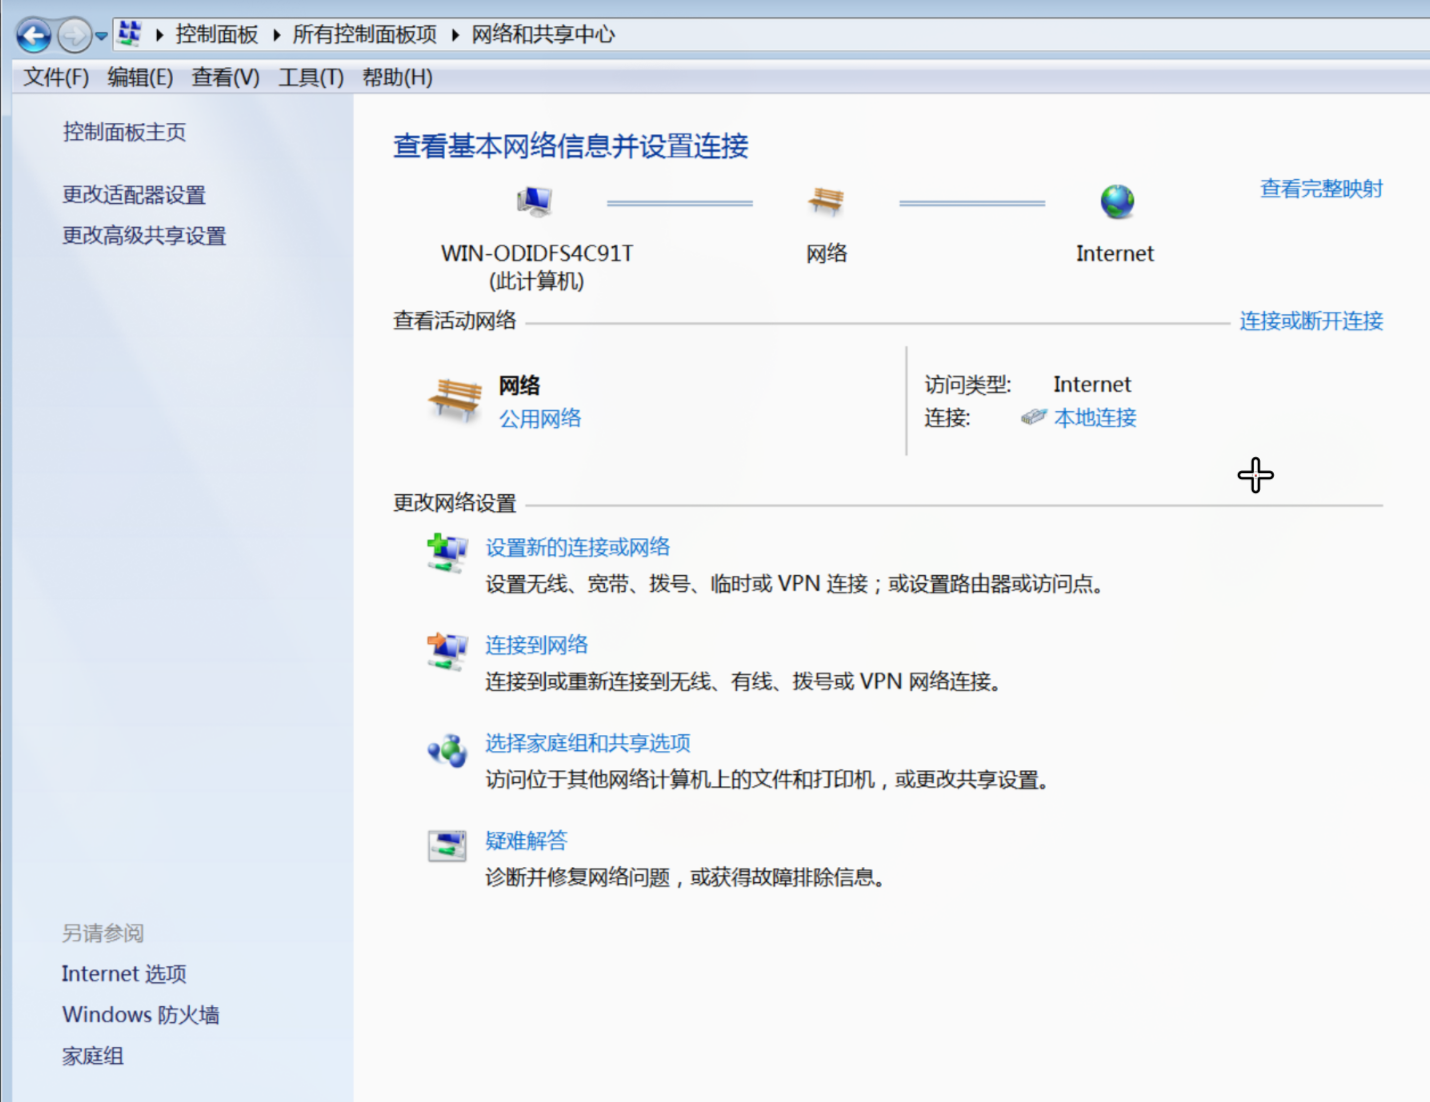 控制面板 所有控制面板项 网络和共享中心
文件(F) 编辑(E) 查看(V) 工具(T) 帮助(H)
控制面板主页
更改适配器设置
更改高级共享设置
另请参阅
Internet 选项
Windows 防火墙
家庭组
查看基本网络信息并设置连接
查看完整映射
WIN-ODIDFS4C91T
(此计算机)
网络
Internet
查看活动网络
连接或断开连接
网络
公用网络
访问类型: Internet
连接: 本地连接
更改网络设置
设置新的连接或网络
设置无线、宽带、拨号、临时或 VPN 连接；或设置路由器或访问点。
连接到网络
连接到或重新连接到无线、有线、拨号或 VPN 网络连接。
选择家庭组和共享选项
访问位于其他网络计算机上的文件和打印机，或更改共享设置。
疑难解答
诊断并修复网络问题，或获得故障排除信息。